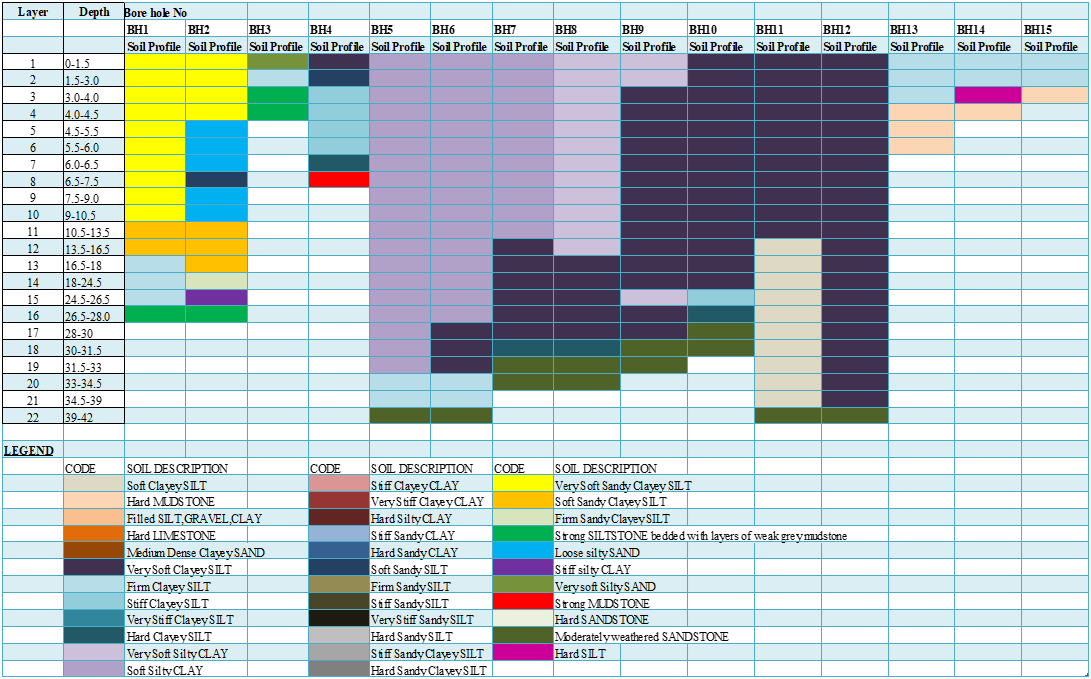 Layer Depth Bore hole No
BH1 BH2 BH3 BH4 BH5 BH6 BH7 BH8 BH9 BH10 BH11 BH12 BH13 BH14 BH15
Soil Profile Soil Profile Soil Profile Soil Profile Soil Profile Soil Profile Soil Profile Soil Profile Soil Profile Soil Profile Soil Profile Soil Profile Soil Profile Soil Profile Soil Profile
1 0-1.5
2 1.5-3.0
3 3.0-4.0
4 4.0-4.5
5 4.5-5.5
6 5.5-6.0
7 6.0-6.5
8 6.5-7.5
9 7.5-9.0
10 9-10.5
11 10.5-13.5
12 13.5-16.5
13 16.5-18
14 18-24.5
15 24.5-26.5
16 26.5-28.0
17 28-30
18 30-31.5
19 31.5-33
20 33-34.5
21 34.5-39
22 39-42
LEGEND
CODE SOIL DESCRIPTION CODE SOIL DESCRIPTION CODE SOIL DESCRIPTION
Soft Clayey SILT Stiff Clayey CLAY Very Soft Sandy Clayey SILT
Hard MUDSTONE Very Stiff Clayey CLAY Soft Sandy Clayey SILT
Filled SILT,GRAVEL,CLAY Hard Silty CLAY Firm Sandy Clayey SILT
Hard LIMESTONE Stiff Sandy CLAY Strong SILTSTONE bedded with layers of weak grey mudstone
Medium Dense Clayey SAND Hard Sandy CLAY Loose silty SAND
Very Soft Clayey SILT Soft Sandy SILT Stiff silty CLAY
Firm Clayey SILT Firm Sandy SILT Very soft Silty SAND
Stiff Clayey SILT Stiff Sandy SILT Strong MUDSTONE
Very Stiff Clayey SILT Very Stiff Sandy SILT Hard SANDSTONE
Hard Clayey SILT Hard Sandy SILT Moderately weathered SANDSTONE
Very Soft Silty CLAY Stiff Sandy Clayey SILT Hard SILT
Soft Silty CLAY Hard Sandy Clayey SILT